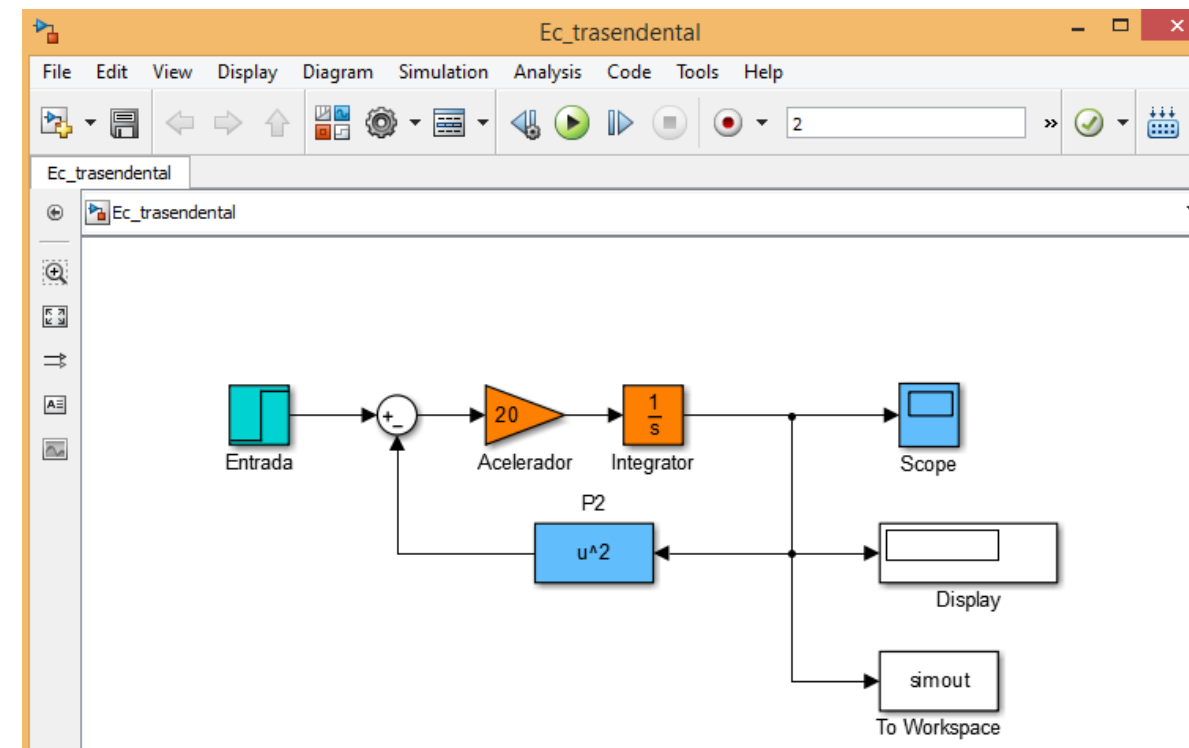 Ec_trasendental
File Edit View Display Diagram Simulation Analysis Code Tools Help
2 »
Ec_trasendental
Ec_trasendental
+ _ 20 1
s
Entrada Acelerador Integrator Scope
P2
u^2
Display
simout
To Workspace